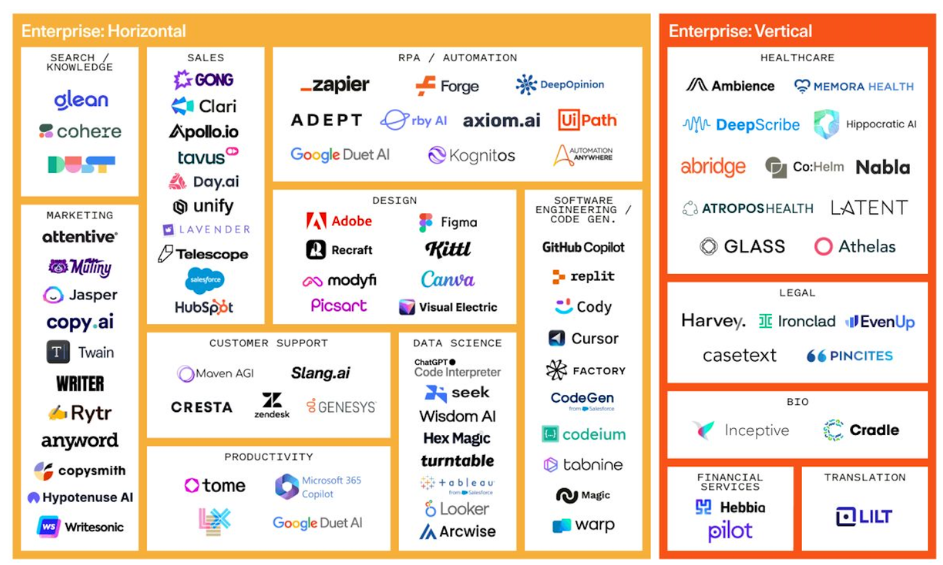 Enterprise: Horizontal
SEARCH /
KNOWLEDGE
glean
cohere
DUST
MARKETING
attentive®
Mutiny
Jasper
copy.ai
T
Twain
WRITER
Rytr
anyword
copysmith
Hypotenuse AI
WS
Writesonic
SALES
GONG
Clari
Apollo.io
tavus
Day.ai
unify
LAVENDER
Telescope
salesforce
HubSpot
RPA / AUTOMATION
zapier
Forge
DeepOpinion
ADEPT
rby AI
axiom.ai
UiPath
Google Duet AI
Kognitos
AUTOMATION
ANYWHERE
DESIGN
Adobe
Figma
Recraft
Kittl
modyfi
Canva
Picsart
Visual Electric
SOFTWARE
ENGINEERING /
CODE GEN.
GitHub Copilot
replit
Cody
Cursor
FACTORY
CodeGen
from Salesforce
codeium
tabnine
Magic
warp
CUSTOMER SUPPORT
Maven AGI
Slang.ai
CRESTA
zendesk
GENESYS
DATA SCIENCE
ChatGPT
Code Interpreter
seek
Wisdom AI
Hex Magic
turntable
+ a b l e a u
from Salesforce
Looker
Arcwise
PRODUCTIVITY
tome
Microsoft 365
Copilot
LX
Google Duet AI
Enterprise: Vertical
HEALTHCARE
Ambience
MEMORA HEALTH
DeepScribe
Hippocratic AI
abridge
Co:Helm
Nabla
ATROPOS HEALTH
LATENT
GLASS
Athelas
LEGAL
Harvey.
Ironclad
EvenUp
casetext
PINCITES
BIO
Inceptive
Cradle
FINANCIAL
SERVICES
Hebbia
pilot
TRANSLATION
LILT